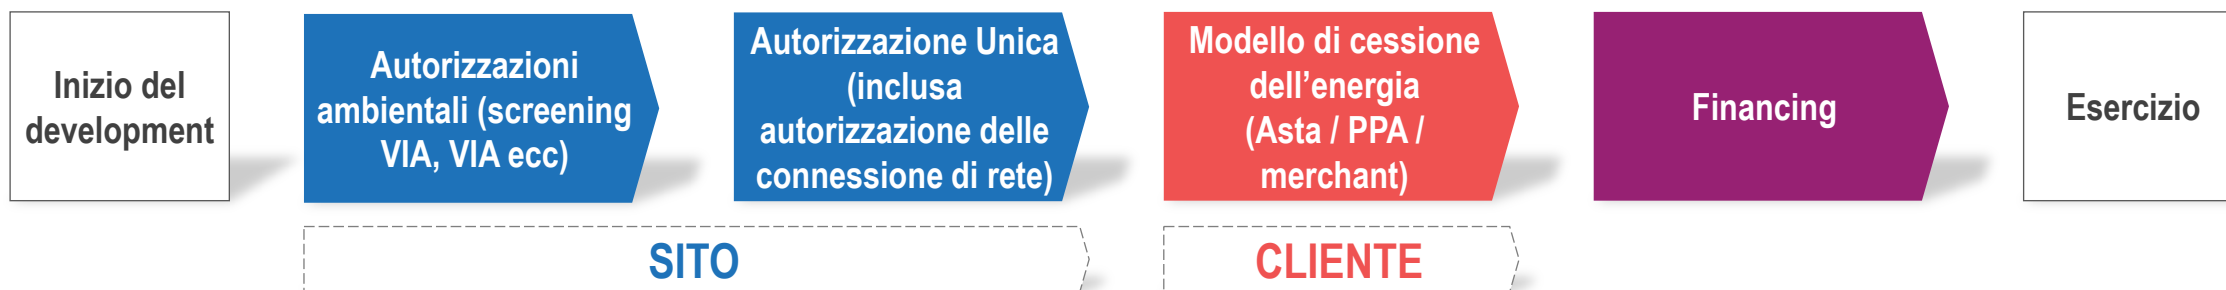 Inizio del
development
Autorizzazioni
ambientali (screening
VIA, VIA ecc)
Autorizzazione Unica
(inclusa
autorizzazione delle
connessione di rete)
Modello di cessione
dell’energia
(Asta / PPA /
merchant)
Financing
Esercizio
SITO
CLIENTE